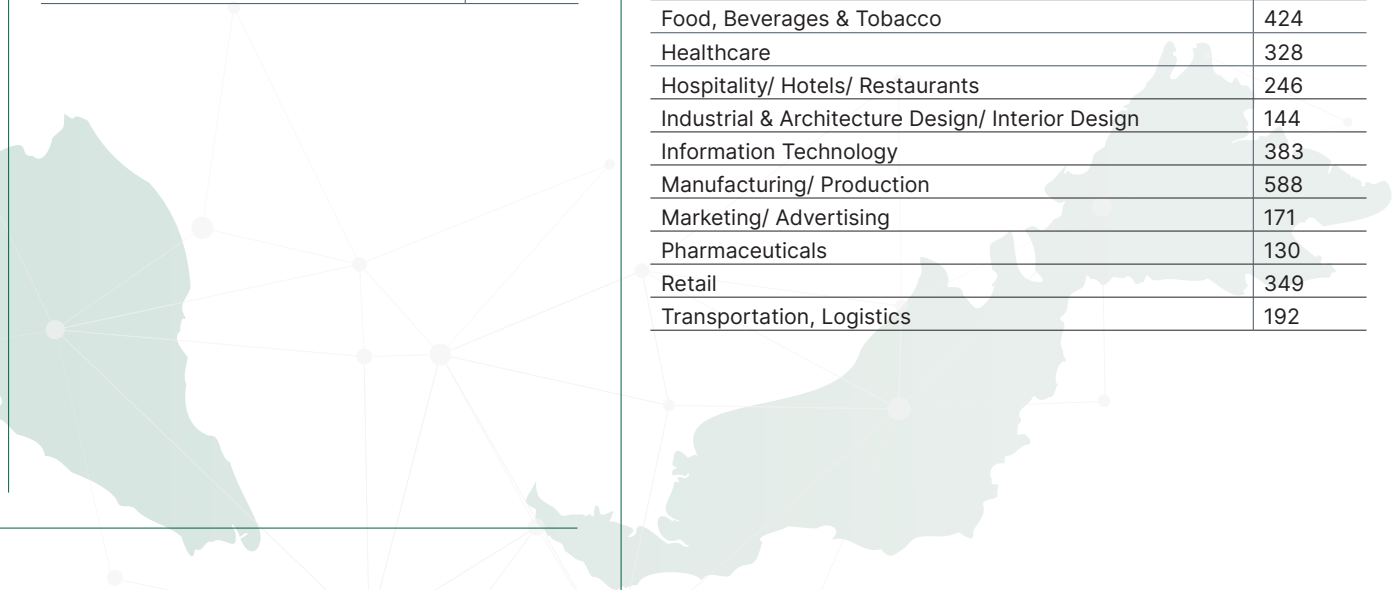 Food, Beverages & Tobacco 424
Healthcare 328
Hospitality/ Hotels/ Restaurants 246
Industrial & Architecture Design/ Interior Design 144
Information Technology 383
Manufacturing/ Production 588
Marketing/ Advertising 171
Pharmaceuticals 130
Retail 349
Transportation, Logistics 192